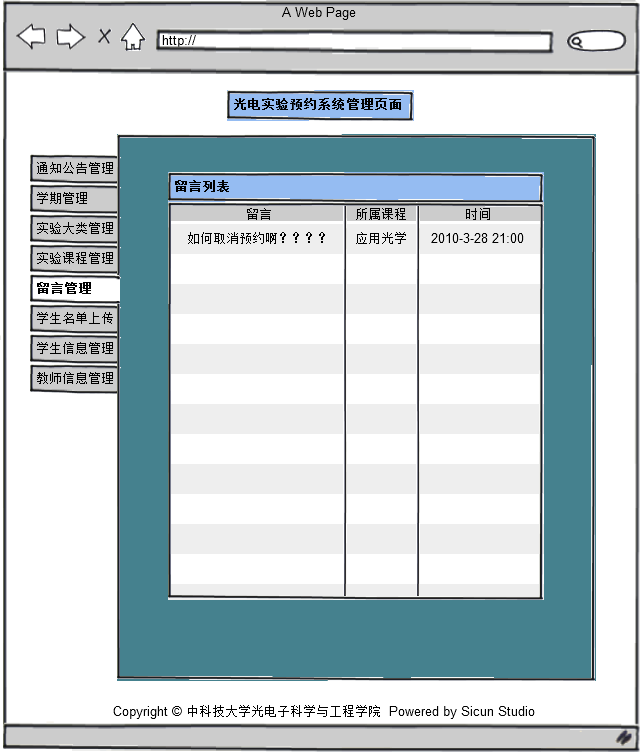 A Web Page
http://
光电实验预约系统管理页面
通知公告管理
学期管理
实验大类管理
实验课程管理
留言管理
学生名单上传
学生信息管理
教师信息管理
留言列表
留言 所属课程 时间
如何取消预约啊？？？？ 应用光学 2010-3-28 21:00
Copyright © 中科技大学光电子科学与工程学院 Powered by Sicun Studio